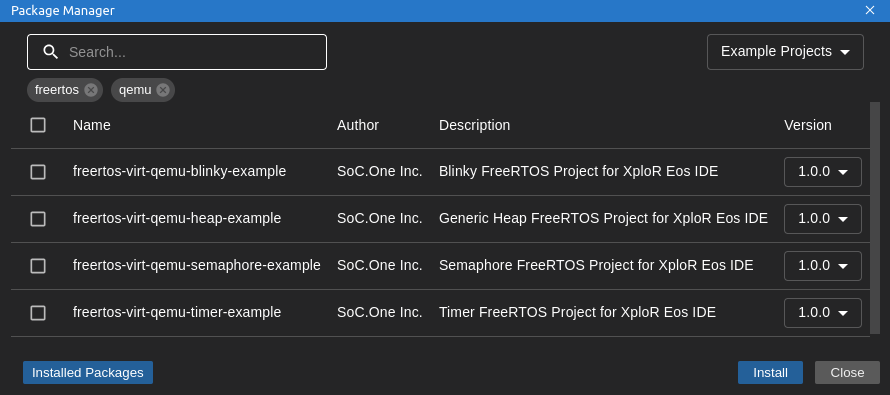 Package Manager
Search...
Example Projects
freertos qemu
Name Author Description Version
freertos-virt-qemu-blinky-example SoC.One Inc. Blinky FreeRTOS Project for XploR Eos IDE 1.0.0
freertos-virt-qemu-heap-example SoC.One Inc. Generic Heap FreeRTOS Project for XploR Eos IDE 1.0.0
freertos-virt-qemu-semaphore-example SoC.One Inc. Semaphore FreeRTOS Project for XploR Eos IDE 1.0.0
freertos-virt-qemu-timer-example SoC.One Inc. Timer FreeRTOS Project for XploR Eos IDE 1.0.0
Installed Packages Install Close